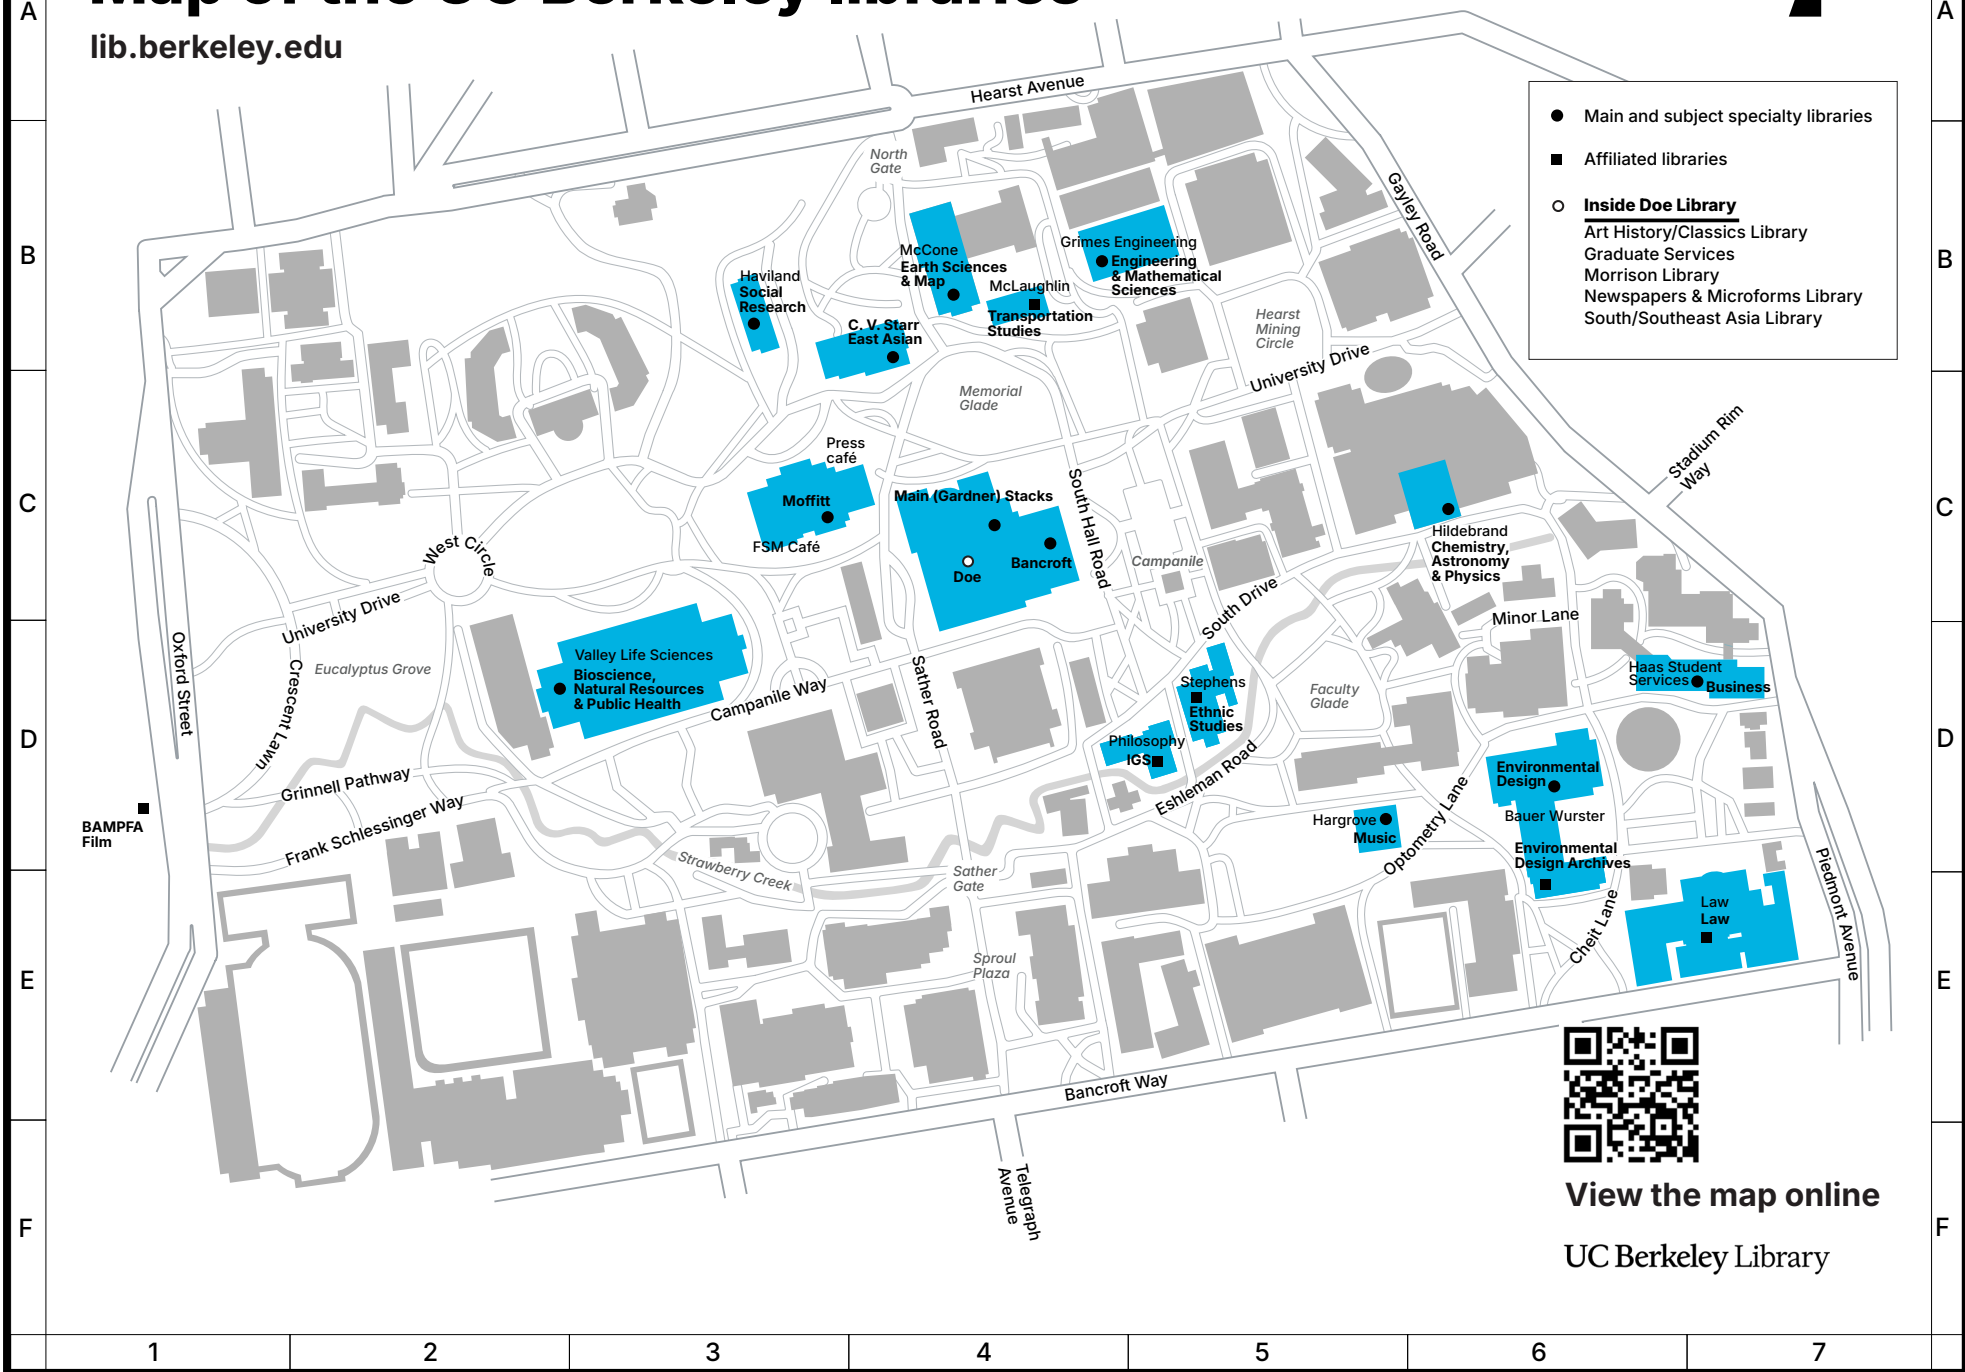 Map of the UC Berkeley libraries
lib.berkeley.edu
A
A
B
B
C
C
D
D
E
E
F
F
1
2
3
4
5
6
7
Main and subject specialty libraries
Affiliated libraries
Inside Doe Library
Art History/Classics Library
Graduate Services
Morrison Library
Newspapers & Microforms Library
South/Southeast Asia Library
Hearst Avenue
North
Gate
Gayley Road
McCone
Earth Sciences
& Map
Grimes Engineering
Engineering
& Mathematical
Sciences
McLaughlin
Transportation
Studies
Haviland
Social
Research
C. V. Starr
East Asian
Hearst
Mining
Circle
University Drive
Memorial
Glade
Stadium Rim
Way
Press
café
Moffitt
FSM Café
Main (Gardner) Stacks
Doe
Bancroft
South Hall Road
Campanile
Hildebrand
Chemistry,
Astronomy
& Physics
West Circle
University Drive
South Drive
Minor Lane
Oxford Street
Crescent Lawn
Eucalyptus Grove
Valley Life Sciences
Bioscience,
Natural Resources
& Public Health
Campanile Way
Sather Road
Stephens
Ethnic
Studies
Philosophy
IGS
Faculty
Glade
Haas Student
Services
Business
Eshleman Road
Environmental
Design
Bauer Wurster
Environmental
Design Archives
Grinnell Pathway
Frank Schlessinger Way
BAMPFA
Film
Hargrove
Music
Optometry Lane
Strawberry Creek
Sather
Gate
Piedmont Avenue
Law
Law
Cheit Lane
Sproul
Plaza
Bancroft Way
Telegraph
Avenue
View the map online
UC Berkeley Library